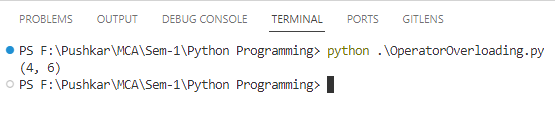 PROBLEMS OUTPUT DEBUG CONSOLE TERMINAL PORTS GITLENS
PS F:\Pushkar\MCA\Sem-1\Python Programming> python .\OperatorOverloading.py
(4, 6)
PS F:\Pushkar\MCA\Sem-1\Python Programming>